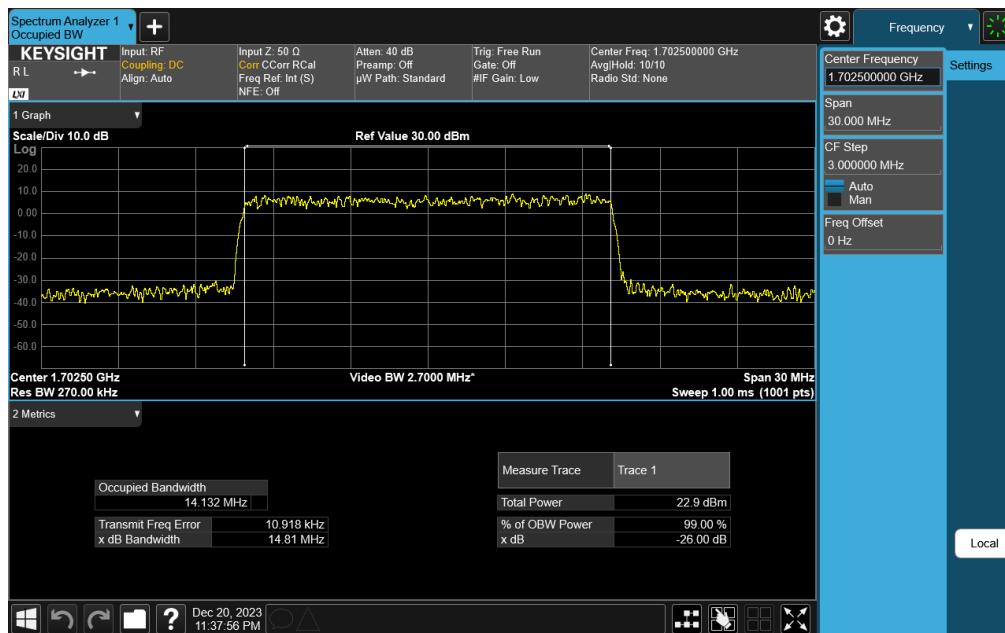 Spectrum Analyzer 1
Occupied BW
Frequency
KEYSIGHT
R L
LXI
Input: RF
Coupling: DC
Align: Auto
Input Z: 50 Ω
Corr CCorr RCal
Freq Ref: Int (S)
NFE: Off
Atten: 40 dB
Preamp: Off
µW Path: Standard
Trig: Free Run
Gate: Off
#IF Gain: Low
Center Freq: 1.702500000 GHz
Avg|Hold: 10/10
Radio Std: None
Center Frequency
1.702500000 GHz
Settings
Span
30.000 MHz
CF Step
3.000000 MHz
Auto
Man
Freq Offset
0 Hz
1 Graph
Scale/Div 10.0 dB
Ref Value 30.00 dBm
Log
20.0
10.0
0.00
-10.0
-20.0
-30.0
-40.0
-50.0
-60.0
Center 1.70250 GHz
Video BW 2.7000 MHz*
Span 30 MHz
Res BW 270.00 kHz
Sweep 1.00 ms (1001 pts)
2 Metrics
Occupied Bandwidth
14.132 MHz
Transmit Freq Error 10.918 kHz
x dB Bandwidth 14.81 MHz
Measure Trace Trace 1
Total Power 22.9 dBm
% of OBW Power 99.00 %
x dB -26.00 dB
Local
Dec 20, 2023
11:37:56 PM